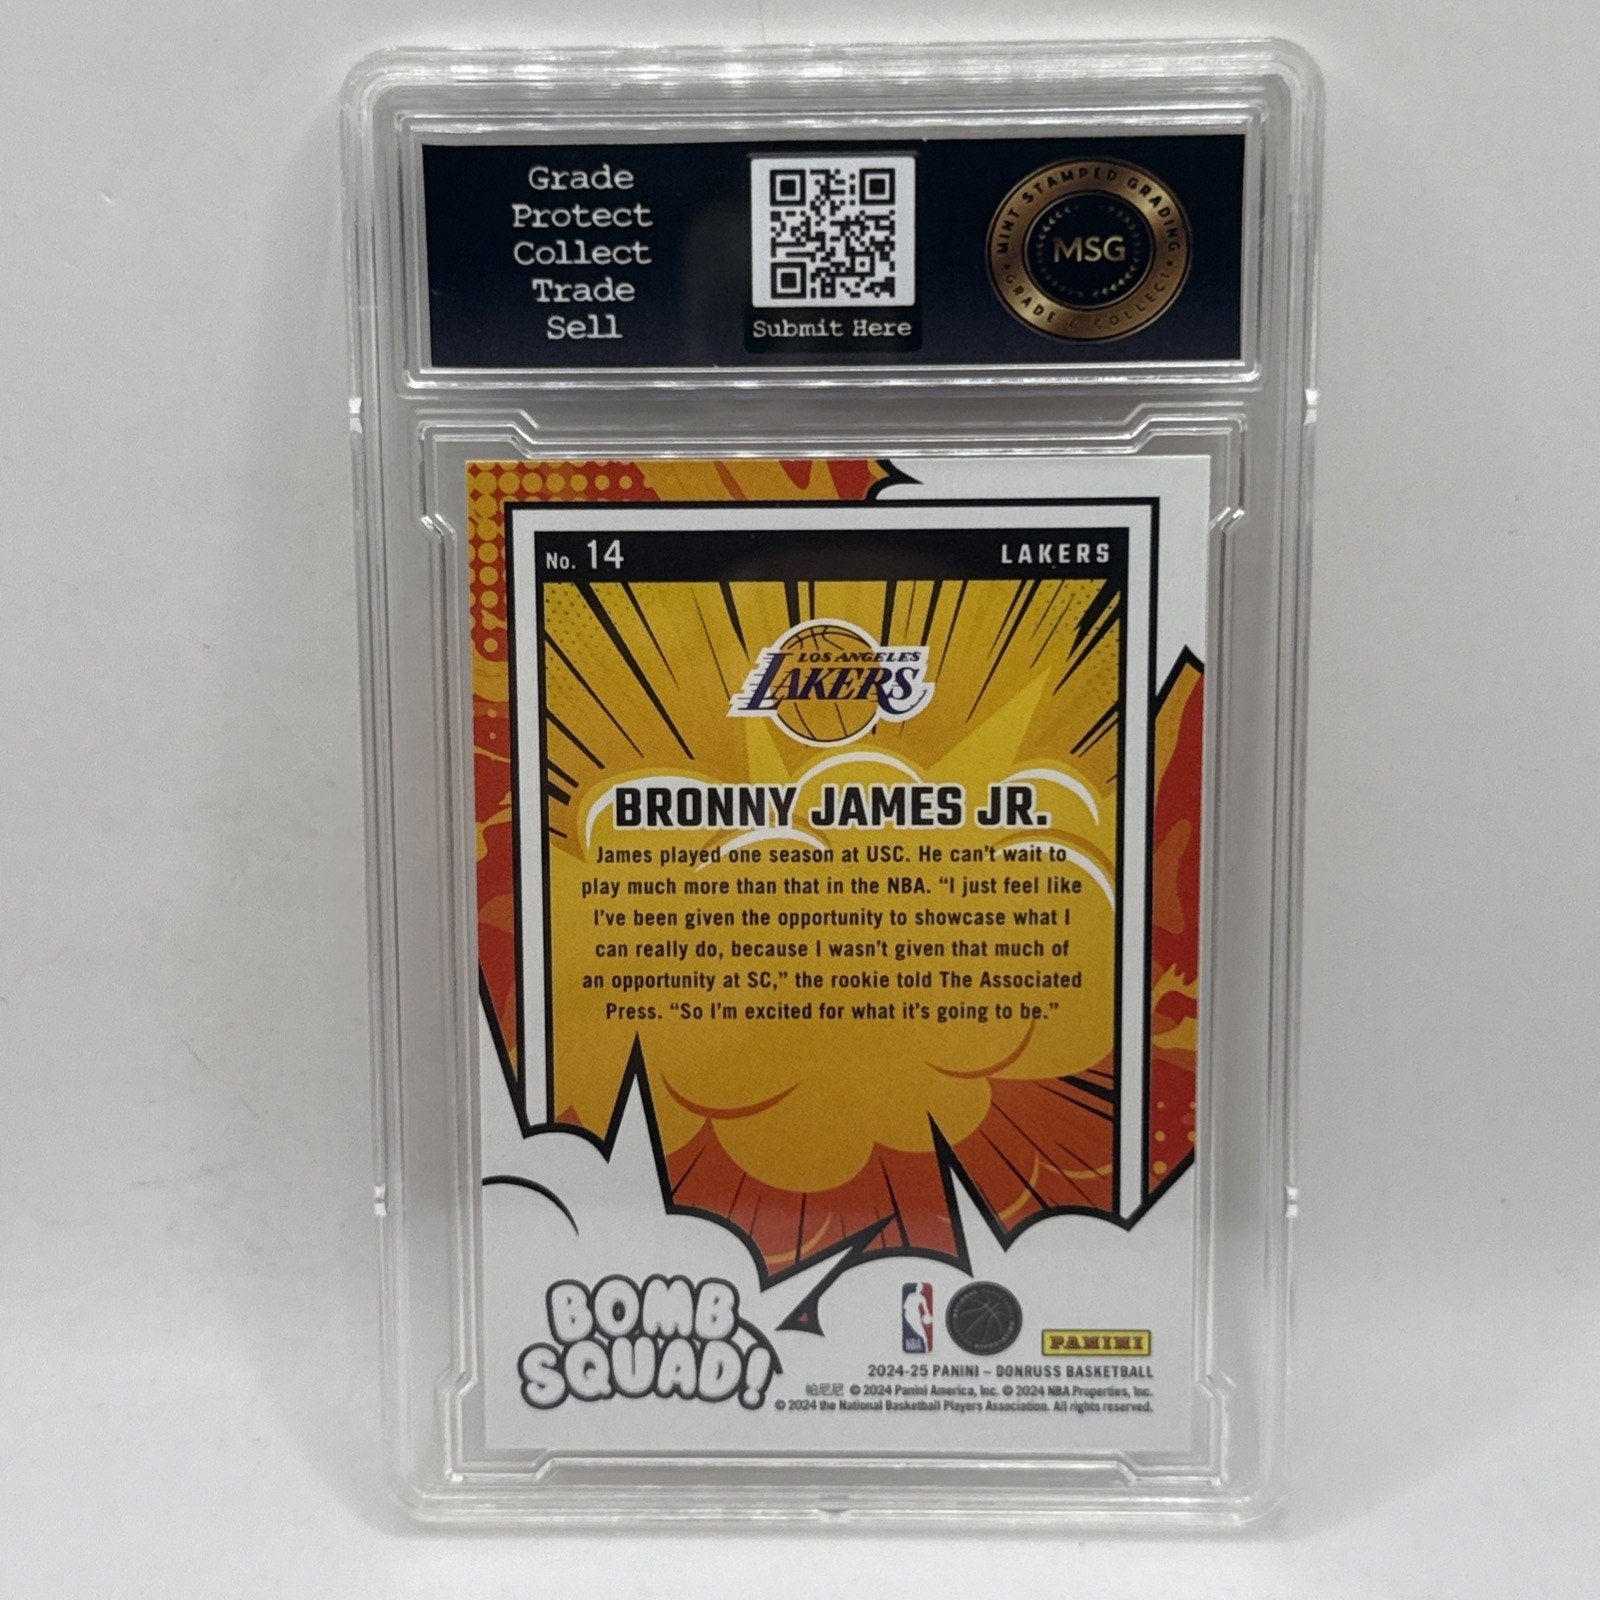 Grade
Protect
Collect
Trade
Sell
Submit Here
MINT STAMPED GRADING
MSG
GRADE & COLLECT
No. 14
LAKERS
LOS ANGELES
LAKERS
BRONNY JAMES JR.
James played one season at USC. He can't wait to
play much more than that in the NBA. “I just feel like
I've been given the opportunity to showcase what I
can really do, because I wasn't given that much of
an opportunity at SC,” the rookie told The Associated
Press. “So I'm excited for what it's going to be.”
BOMB
SQUAD!
NBA
PANINI
2024-25 PANINI – DONRUSS BASKETBALL
帕尼尼 © 2024 Panini America, Inc. © 2024 NBA Properties, Inc.
© 2024 the National Basketball Players Association. All rights reserved.